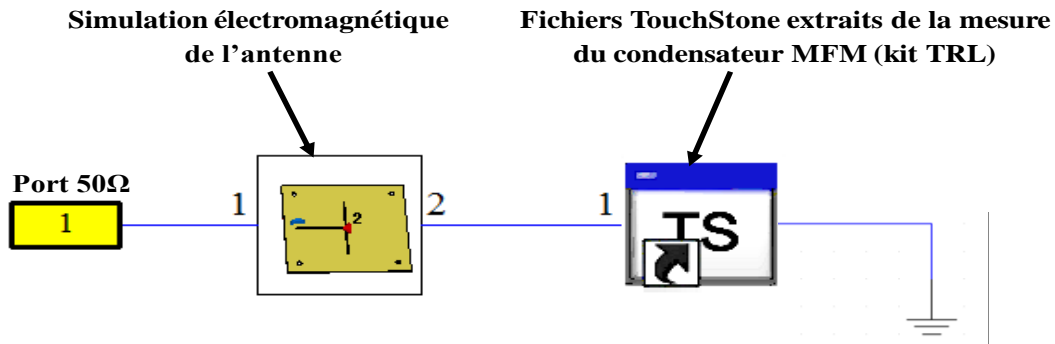 Simulation électromagnétique
de l'antenne
Fichiers TouchStone extraits de la mesure
du condensateur MFM (kit TRL)
Port 50Ω
1
1
2
2
1
TS